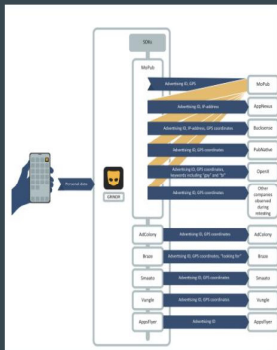 SDKs
MoPub
Advertising ID, GPS
MoPub
Advertising ID, IP address
AppNexus
Advertising ID, IP address, GPS coordinates
Bucksense
Advertising ID, GPS coordinates
PubNative
Advertising ID, GPS coordinates,
keywords including "gay" and "bi"
OpenX
Advertising ID, GPS coordinates
Other
companies
observed
during
retesting
Personal data
GRINDR
AdColony
Advertising ID, GPS coordinates
AdColony
Braze
Advertising ID, GPS coordinates, "looking for"
Braze
Smaato
Advertising ID, GPS coordinates
Smaato
Vungle
Advertising ID, GPS coordinates
Vungle
AppsFlyer
Advertising ID
AppsFlyer